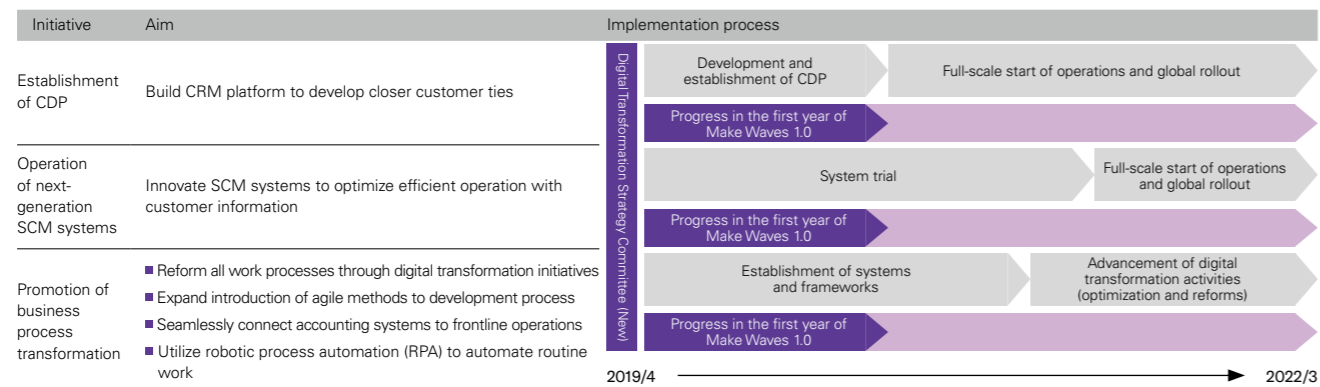 Initiative
Aim
Implementation process
Digital Transformation Strategy Committee (New)
Establishment
of CDP
Build CRM platform to develop closer customer ties
Development and
establishment of CDP
Full-scale start of operations and global rollout
Progress in the first year of
Make Waves 1.0
Operation
of next-
generation
SCM systems
Innovate SCM systems to optimize efficient operation with
customer information
System trial
Full-scale start of operations
and global rollout
Progress in the first year of
Make Waves 1.0
Promotion of
business
process
transformation
Reform all work processes through digital transformation initiatives
Expand introduction of agile methods to development process
Seamlessly connect accounting systems to frontline operations
Utilize robotic process automation (RPA) to automate routine
work
Establishment of systems
and frameworks
Advancement of digital
transformation activities
(optimization and reforms)
Progress in the first year of
Make Waves 1.0
2019/4
2022/3